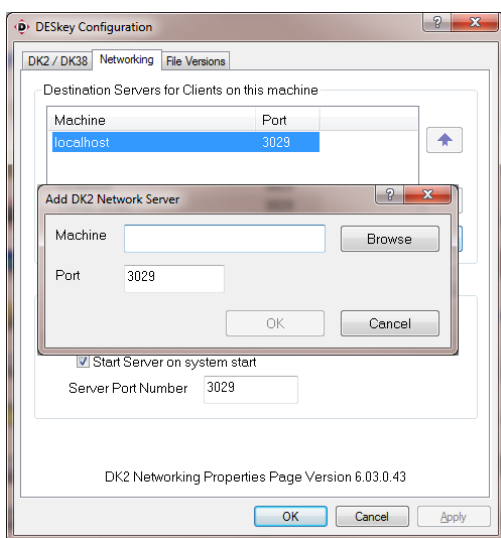 DESkey Configuration
DK2 / DK38 Networking File Versions
Destination Servers for Clients on this machine
Machine Port
localhost 3029
Add DK2 Network Server
Machine Browse
Port 3029
OK Cancel
Start Server on system start
Server Port Number 3029
DK2 Networking Properties Page Version 6.03.0.43
OK Cancel Apply